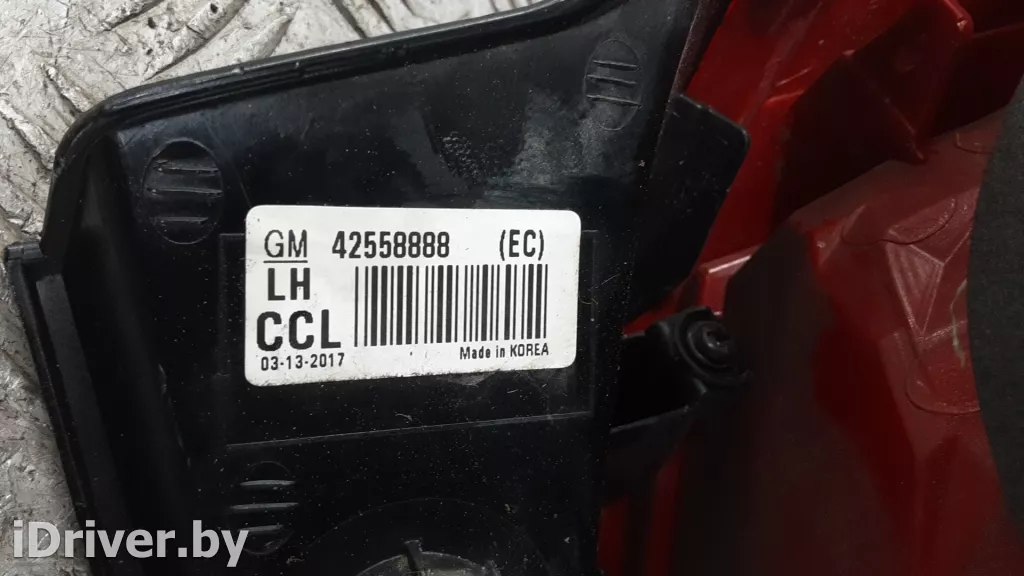 GM 42558888 (EC)
LH
CCL
03-13-2017 Made in KOREA
iDriver.by